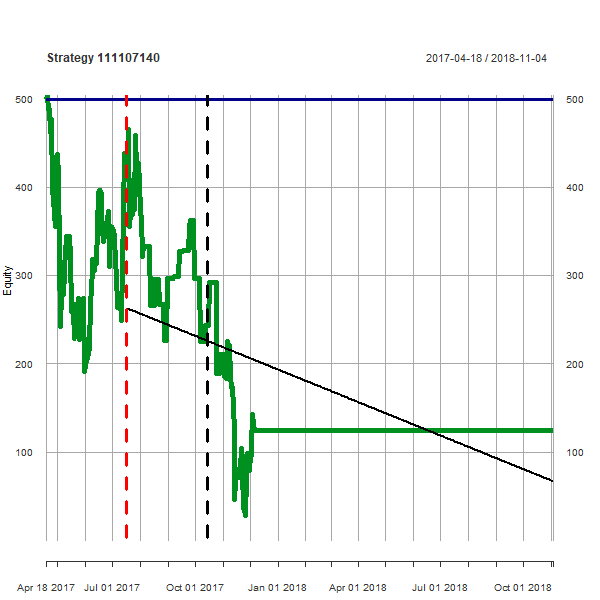 Strategy 111107140
2017-04-18 / 2018-11-04
500
500
400
400
300
300
200
200
100
100
Equity
Apr 18 2017
Jul 01 2017
Oct 01 2017
Jan 01 2018
Apr 01 2018
Jul 01 2018
Oct 01 2018